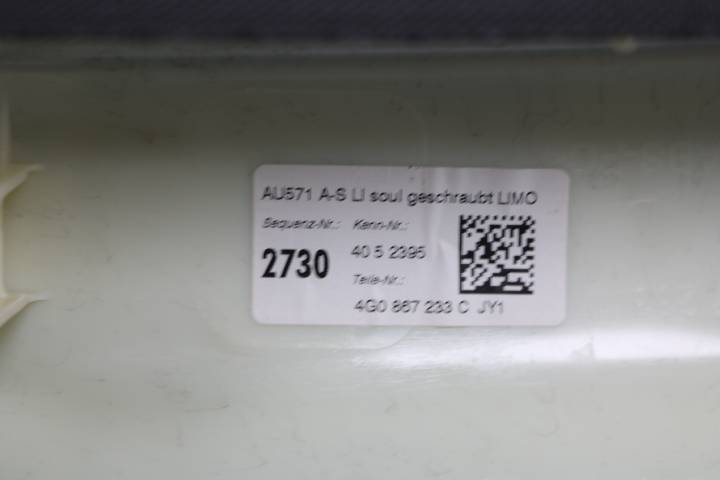 AU571 A-S LI soul geschraubt LIMO
Sequenz-Nr.: Kenn-Nr.:
2730 40 5 2395
Teile-Nr.:
4G0 867 233 C JY1